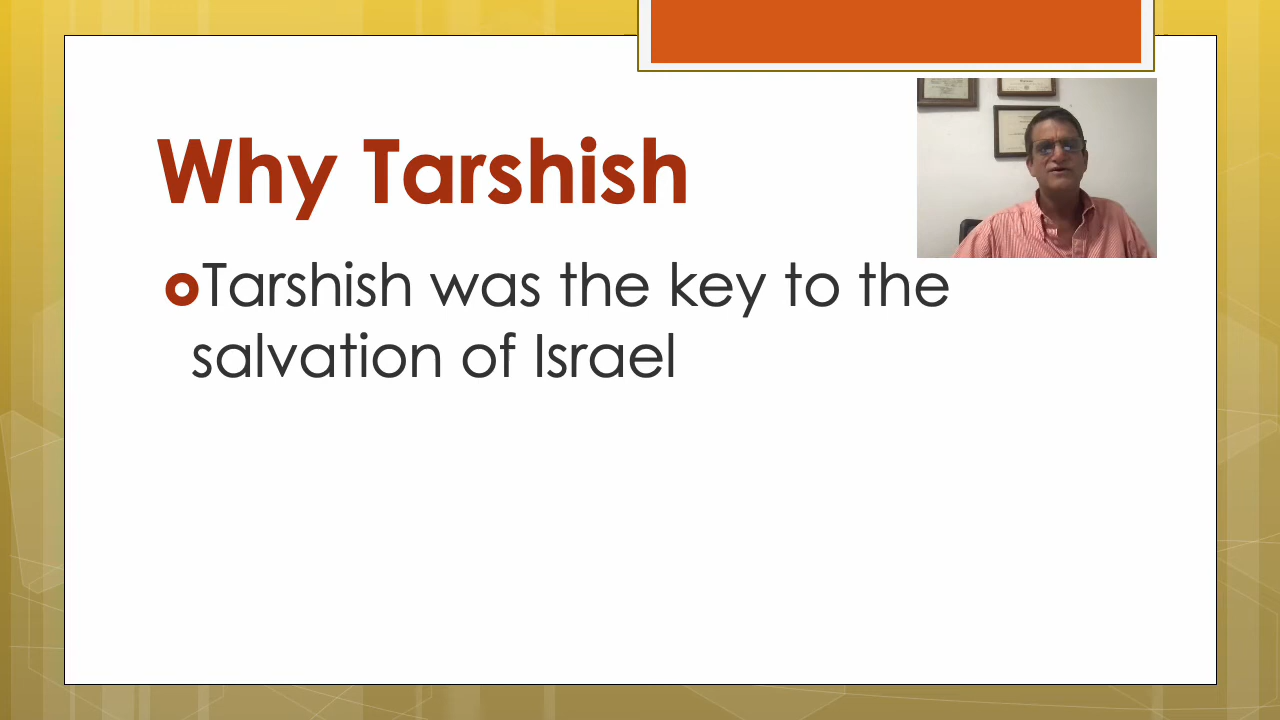 Why Tarshish
Tarshish was the key to the
salvation of Israel